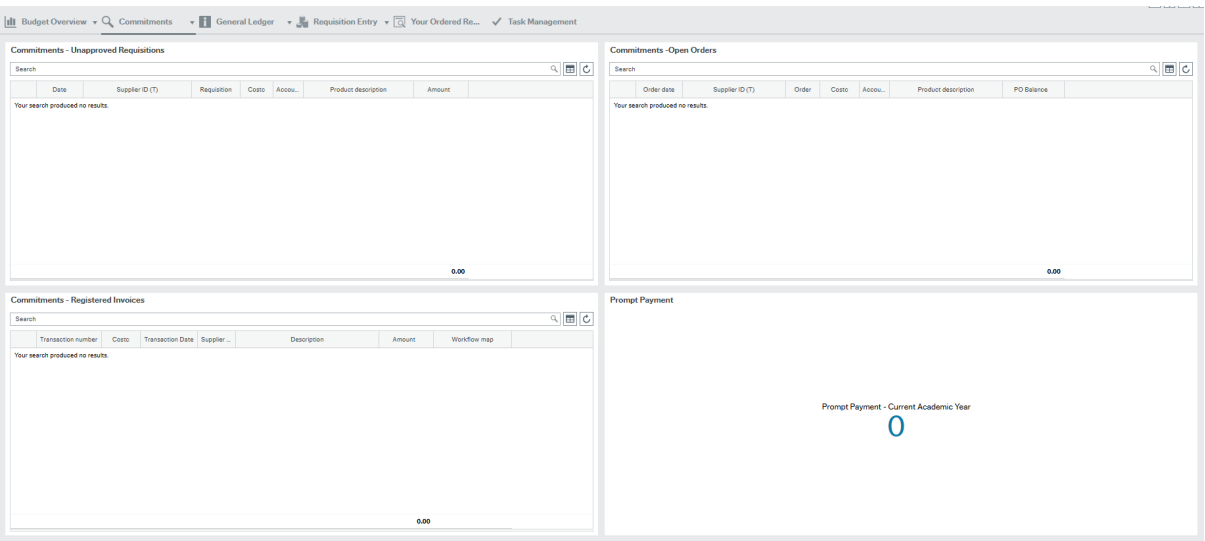 Budget Overview Commitments General Ledger Requisition Entry Your Ordered Re... Task Management
Commitments - Unapproved Requisitions
Search
Date Supplier ID (T) Requisition Costc Accou... Product description Amount
Your search produced no results.
0.00
Commitments -Open Orders
Search
Order date Supplier ID (T) Order Costc Accou... Product description PO Balance
Your search produced no results.
0.00
Commitments - Registered Invoices
Search
Transaction number Costc Transaction Date Supplier ... Description Amount Workflow map
Your search produced no results.
0.00
Prompt Payment
Prompt Payment - Current Academic Year
0